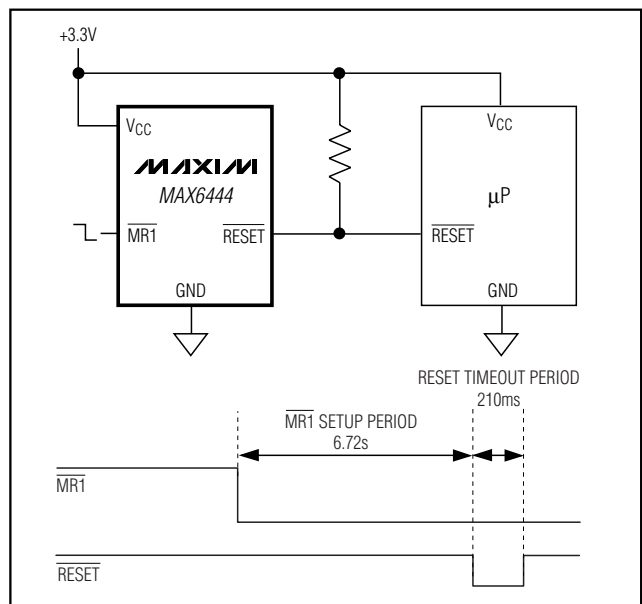 +3.3V
VCC
MAXIM
MAX6444
MR1
RESET
GND
VCC
μP
RESET
GND
RESET TIMEOUT PERIOD
210ms
MR1 SETUP PERIOD
6.72s
MR1
RESET